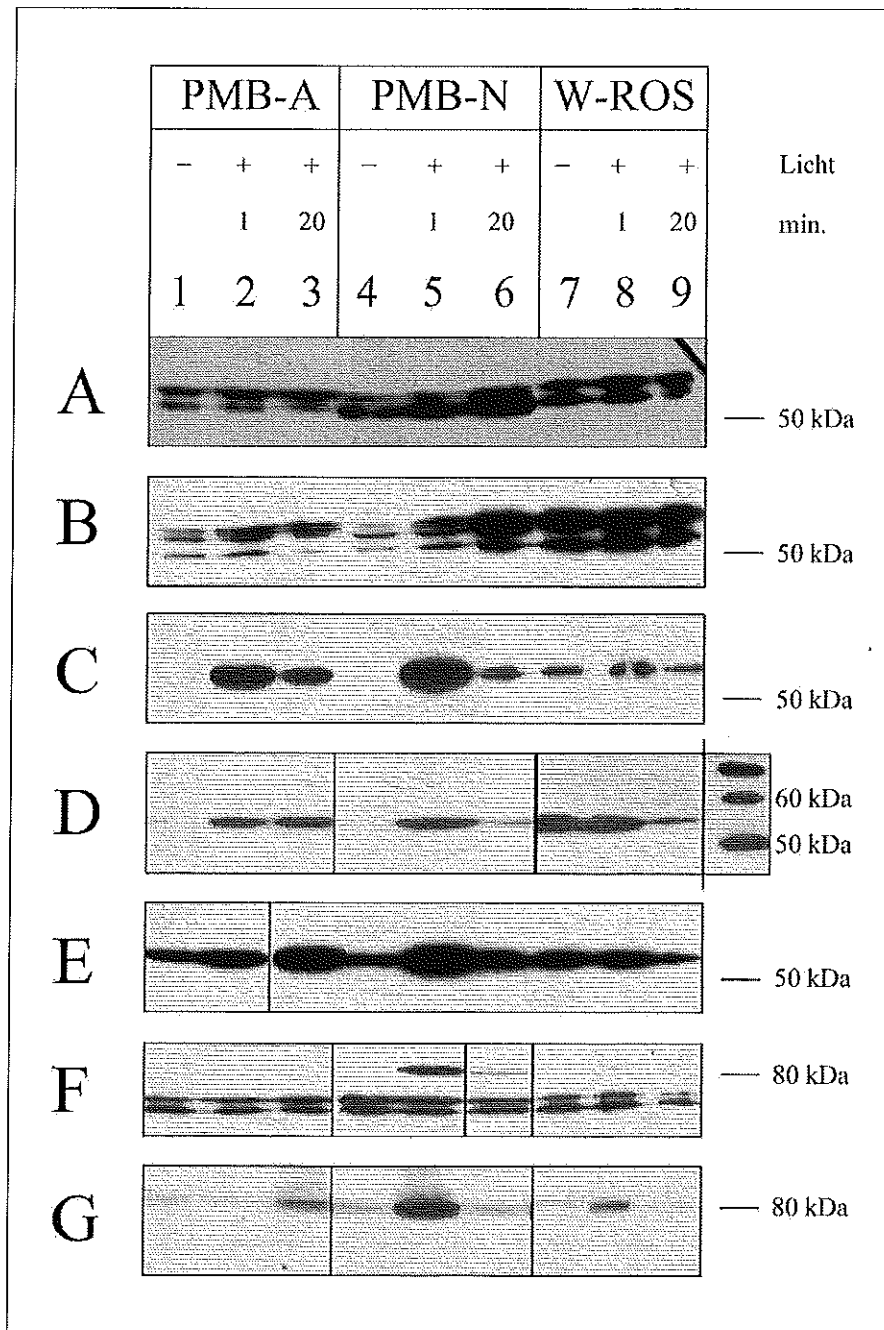 PMB-A PMB-N W-ROS
− + + − + + − + + Licht
1 20 1 20 1 20 min.
1 2 3 4 5 6 7 8 9
A
50 kDa
B
50 kDa
C
50 kDa
D
60 kDa
50 kDa
E
50 kDa
F
80 kDa
G
80 kDa